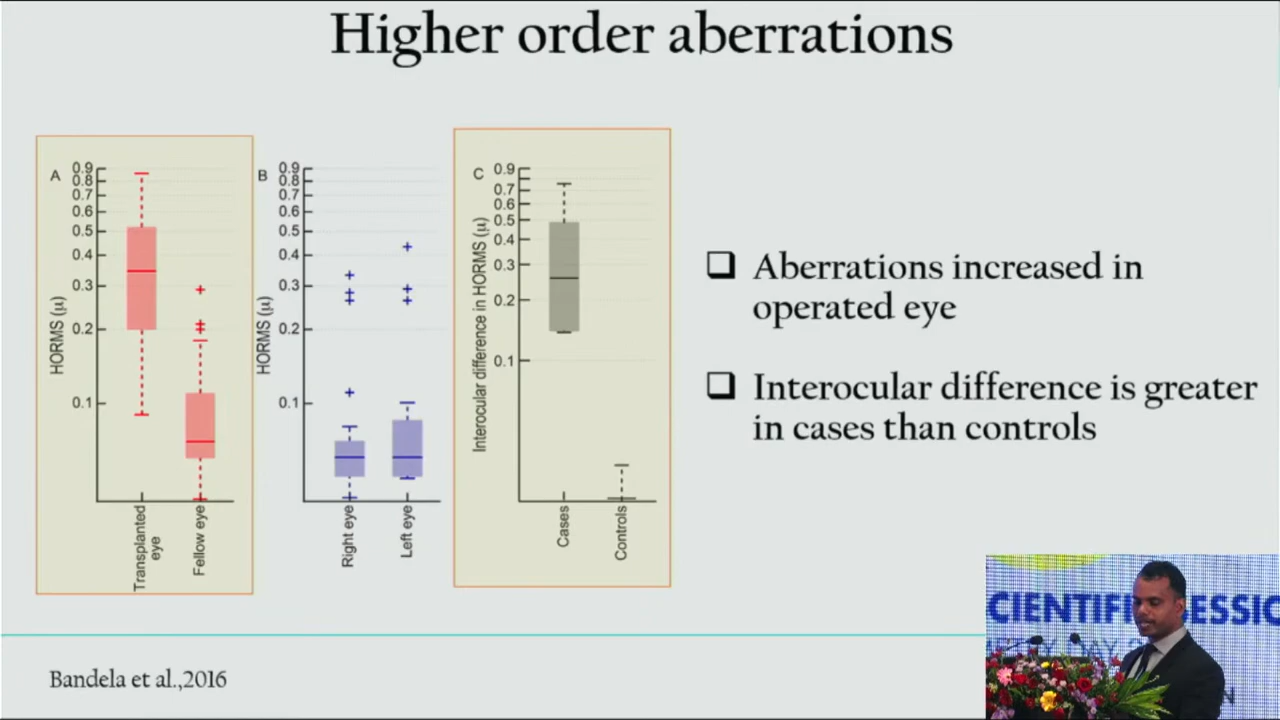 Higher order aberrations
A
0.9
0.8
0.7
0.6
0.5
0.4
0.3
0.2
0.1
HORMS (μ)
Transplanted
eye
Fellow eye
B
0.9
0.8
0.7
0.6
0.5
0.4
0.3
0.2
0.1
HORMS (μ)
Right eye
Left eye
C
0.9
0.7
0.6
0.5
0.4
0.3
0.2
0.1
Interocular difference in HORMS (μ)
Cases
Controls
Aberrations increased in
operated eye
Interocular difference is greater
in cases than controls
Bandela et al.,2016
CIENTIFI ESSIO